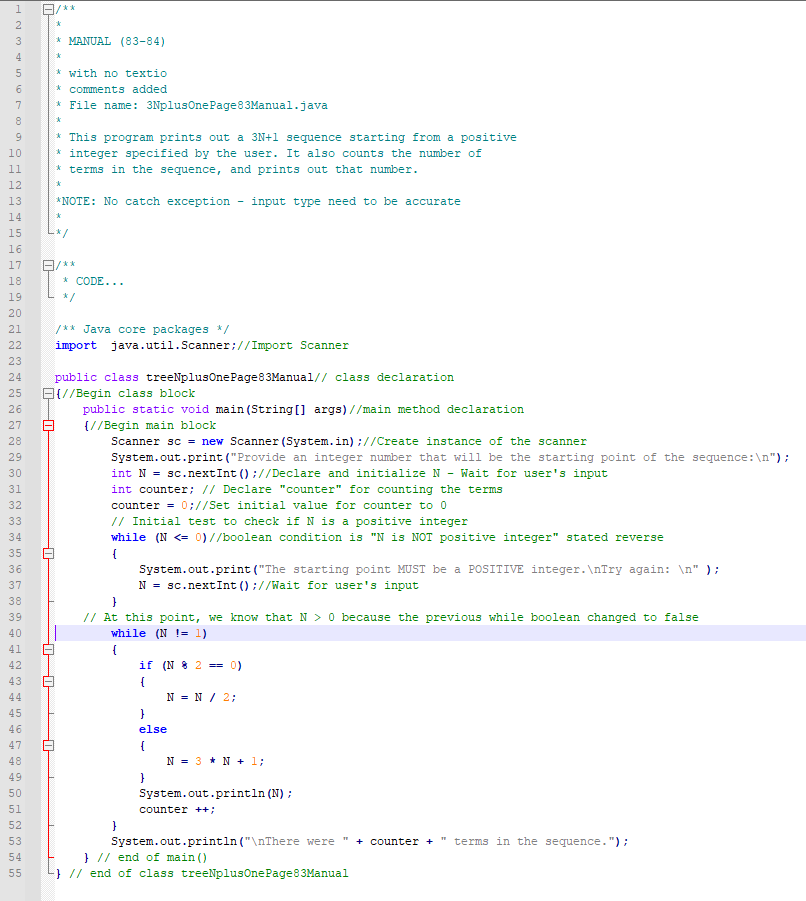 1 /**
2 *
3 * MANUAL (83-84)
4 *
5 * with no textio
6 * comments added
7 * File name: 3NplusOnePage83Manual.java
8 *
9 * This program prints out a 3N+1 sequence starting from a positive
10 * integer specified by the user. It also counts the number of
11 * terms in the sequence, and prints out that number.
12 *
13 *NOTE: No catch exception - input type need to be accurate
14 *
15 */
16
17 /**
18  * CODE...
19  */
20
21 /** Java core packages */
22 import  java.util.Scanner;//Import Scanner
23
24 public class treeNplusOnePage83Manual// class declaration
25 {//Begin class block
26     public static void main(String[] args)//main method declaration
27     {//Begin main block
28         Scanner sc = new Scanner(System.in);//Create instance of the scanner
29         System.out.print("Provide an integer number that will be the starting point of the sequence:\n");
30         int N = sc.nextInt();//Declare and initialize N - Wait for user's input
31         int counter; // Declare "counter" for counting the terms
32         counter = 0;//Set initial value for counter to 0
33         // Initial test to check if N is a positive integer
34         while (N <= 0)//boolean condition is "N is NOT positive integer" stated reverse
35         {
36             System.out.print("The starting point MUST be a POSITIVE integer.\nTry again: \n" );
37             N = sc.nextInt();//Wait for user's input
38         }
39     // At this point, we know that N > 0 because the previous while boolean changed to false
40         while (N != 1)
41         {
42             if (N % 2 == 0)
43             {
44                 N = N / 2;
45             }
46             else
47             {
48                 N = 3 * N + 1;
49             }
50             System.out.println(N);
51             counter ++;
52         }
53         System.out.println("\nThere were " + counter + " terms in the sequence.");
54     } // end of main()
55 } // end of class treeNplusOnePage83Manual